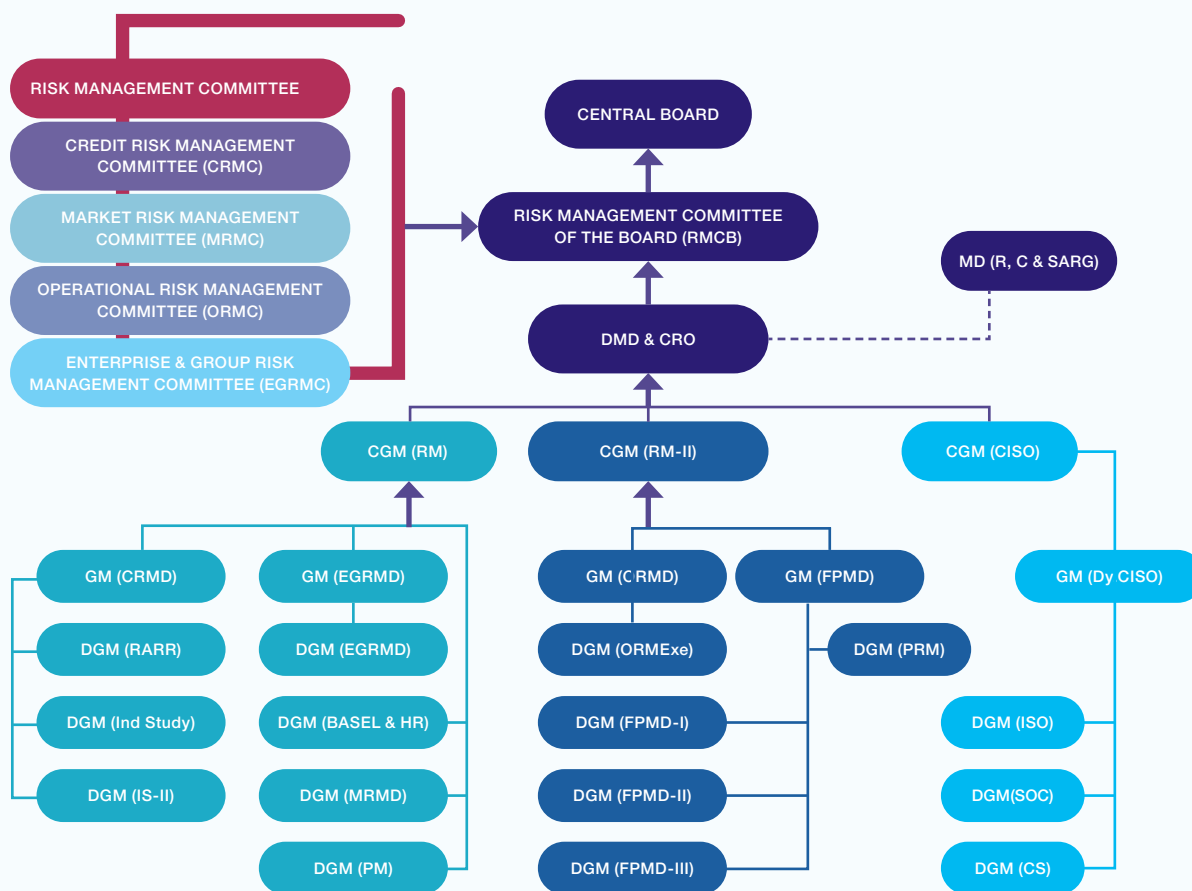 RISK MANAGEMENT COMMITTEE
CREDIT RISK MANAGEMENT
COMMITTEE (CRMC)
MARKET RISK MANAGEMENT
COMMITTEE (MRMC)
OPERATIONAL RISK MANAGEMENT
COMMITTEE (ORMC)
ENTERPRISE & GROUP RISK
MANAGEMENT COMMITTEE (EGRMC)
CENTRAL BOARD
RISK MANAGEMENT COMMITTEE
OF THE BOARD (RMCB)
MD (R, C & SARG)
DMD & CRO
CGM (RM)
CGM (RM-II)
CGM (CISO)
GM (CRMD)
GM (EGRMD)
GM (ORMD)
GM (FPMD)
GM (Dy CISO)
DGM (RARR)
DGM (EGRMD)
DGM (ORMExe)
DGM (PRM)
DGM (Ind Study)
DGM (BASEL & HR)
DGM (FPMD-I)
DGM (ISO)
DGM (IS-II)
DGM (MRMD)
DGM (FPMD-II)
DGM(SOC)
DGM (PM)
DGM (FPMD-III)
DGM (CS)